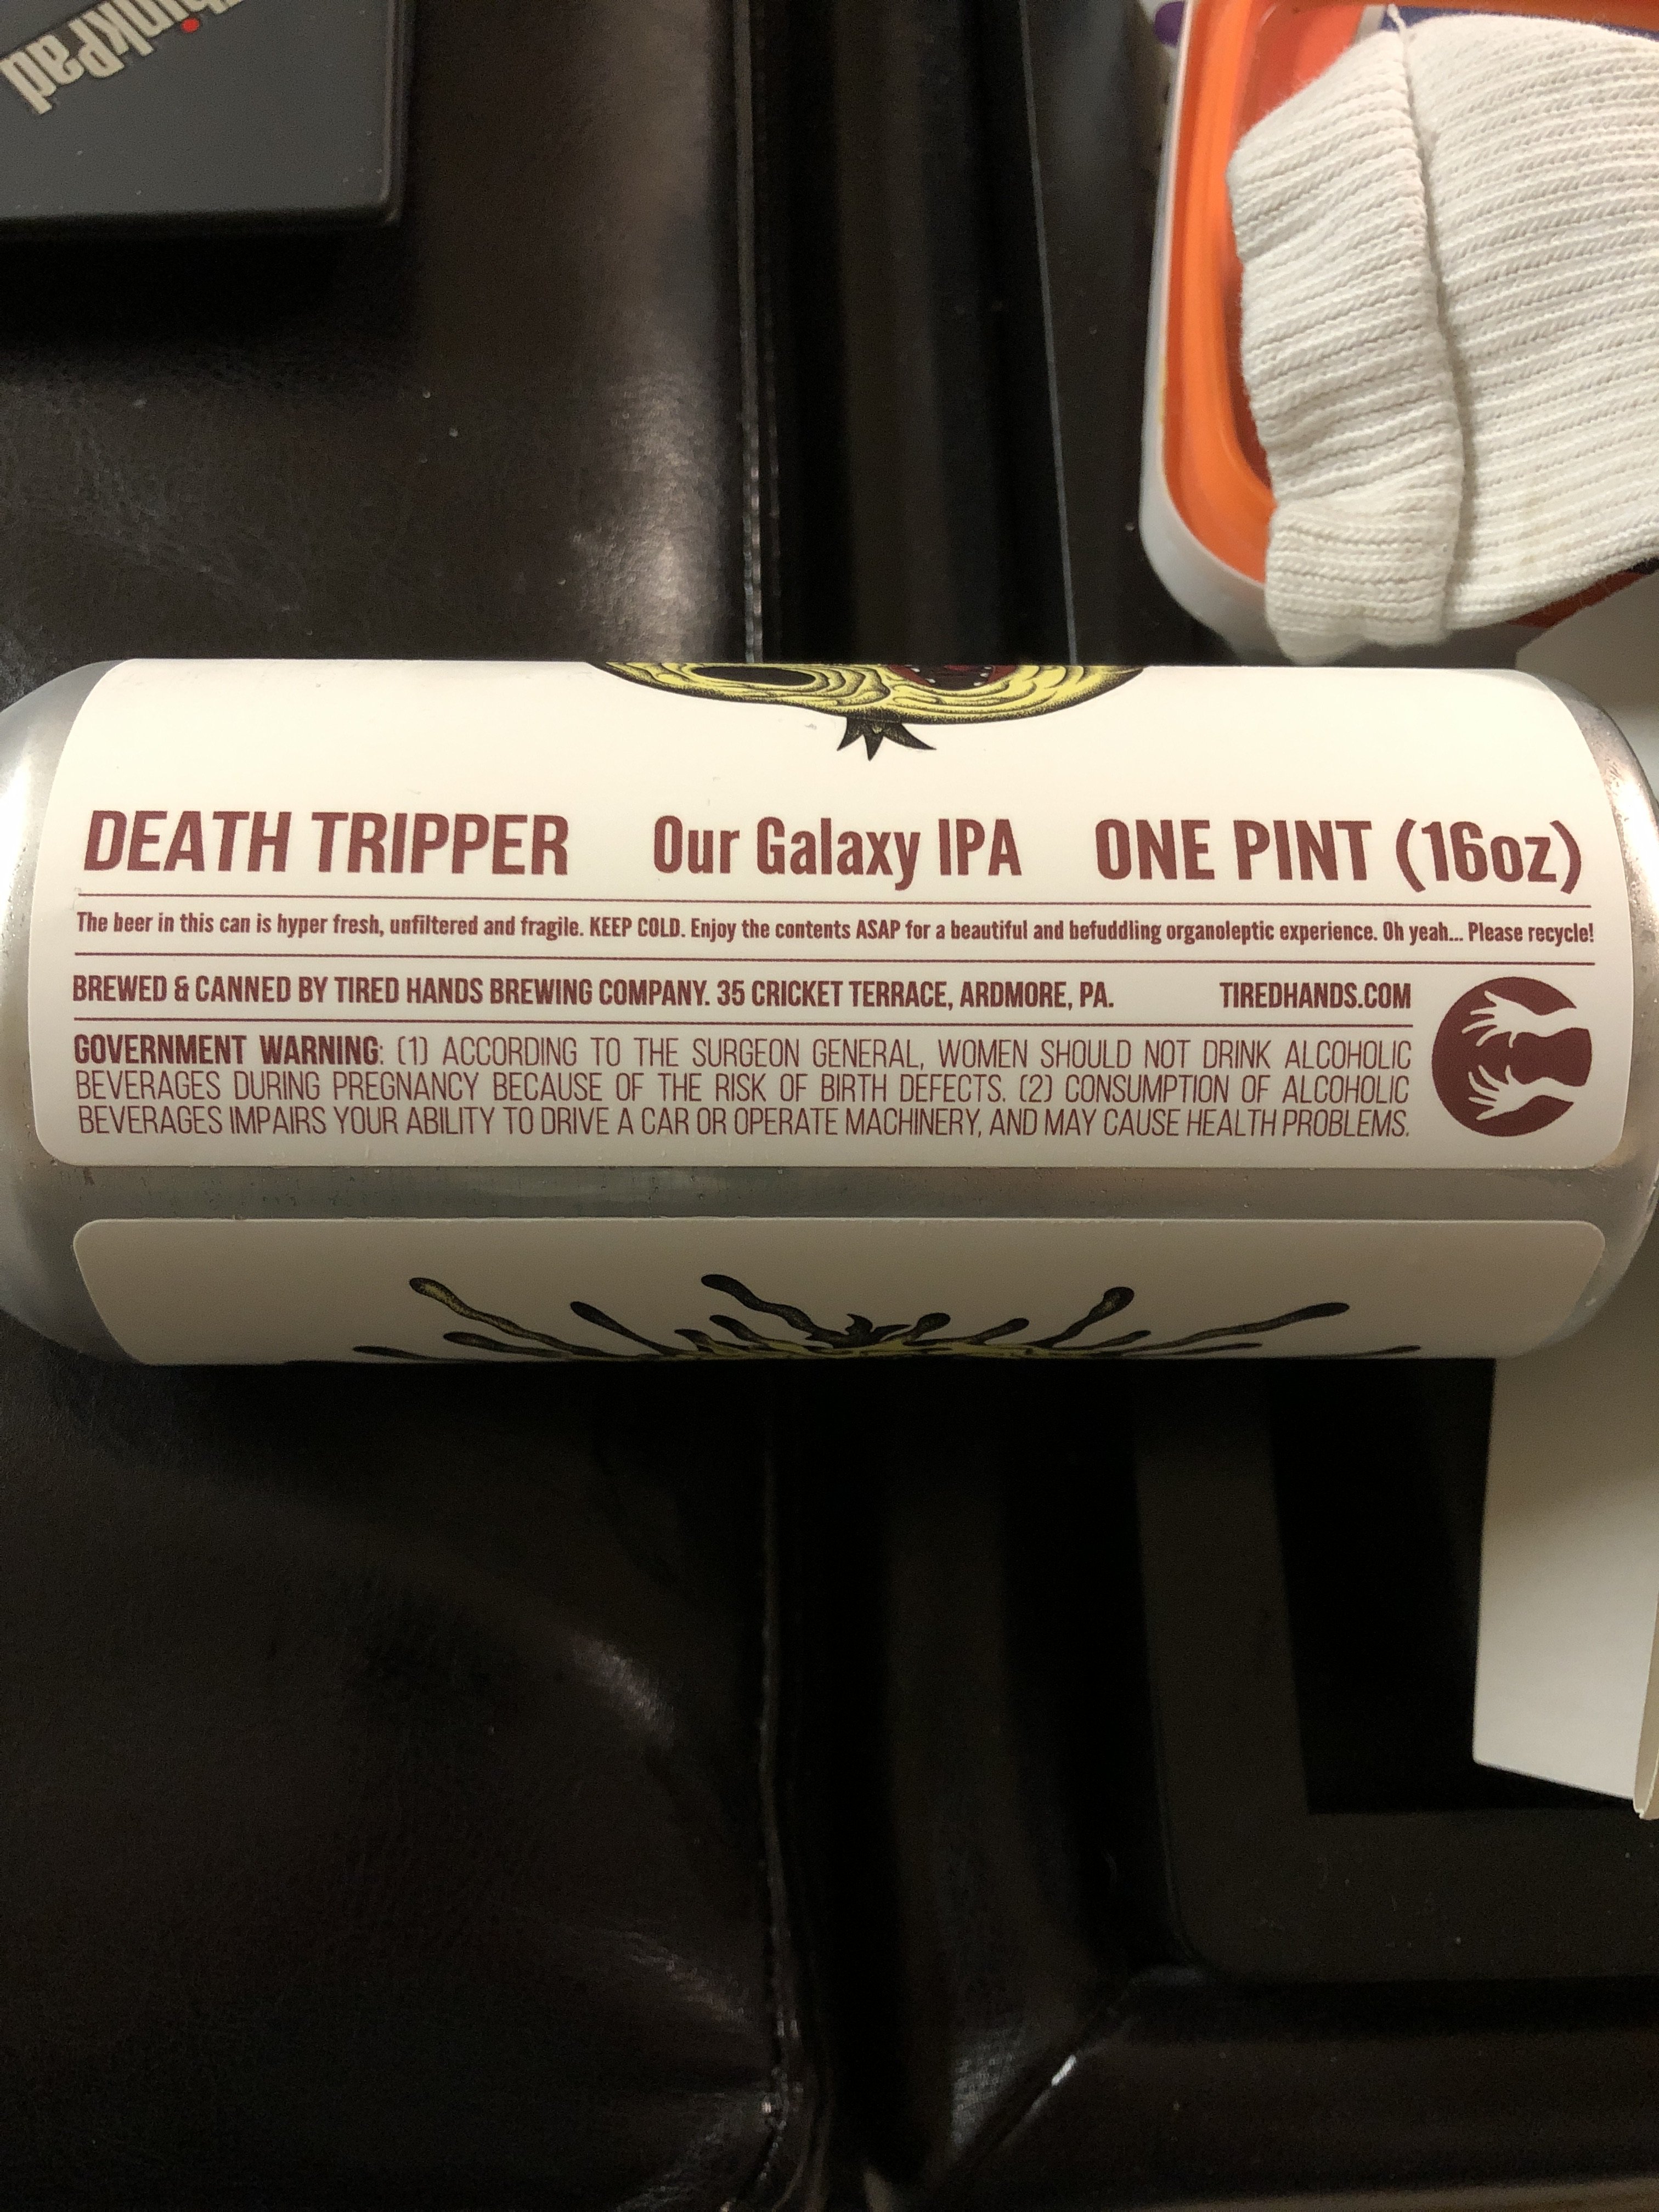 ThinkPad
DEATH TRIPPER Our Galaxy IPA ONE PINT (16oz)
The beer in this can is hyper fresh, unfiltered and fragile. KEEP COLD. Enjoy the contents ASAP for a beautiful and befuddling organoleptic experience. Oh yeah... Please recycle!
BREWED & CANNED BY TIRED HANDS BREWING COMPANY. 35 CRICKET TERRACE, ARDMORE, PA. TIREDHANDS.COM
GOVERNMENT WARNING: (1) ACCORDING TO THE SURGEON GENERAL, WOMEN SHOULD NOT DRINK ALCOHOLIC
BEVERAGES DURING PREGNANCY BECAUSE OF THE RISK OF BIRTH DEFECTS. (2) CONSUMPTION OF ALCOHOLIC
BEVERAGES IMPAIRS YOUR ABILITY TO DRIVE A CAR OR OPERATE MACHINERY, AND MAY CAUSE HEALTH PROBLEMS.